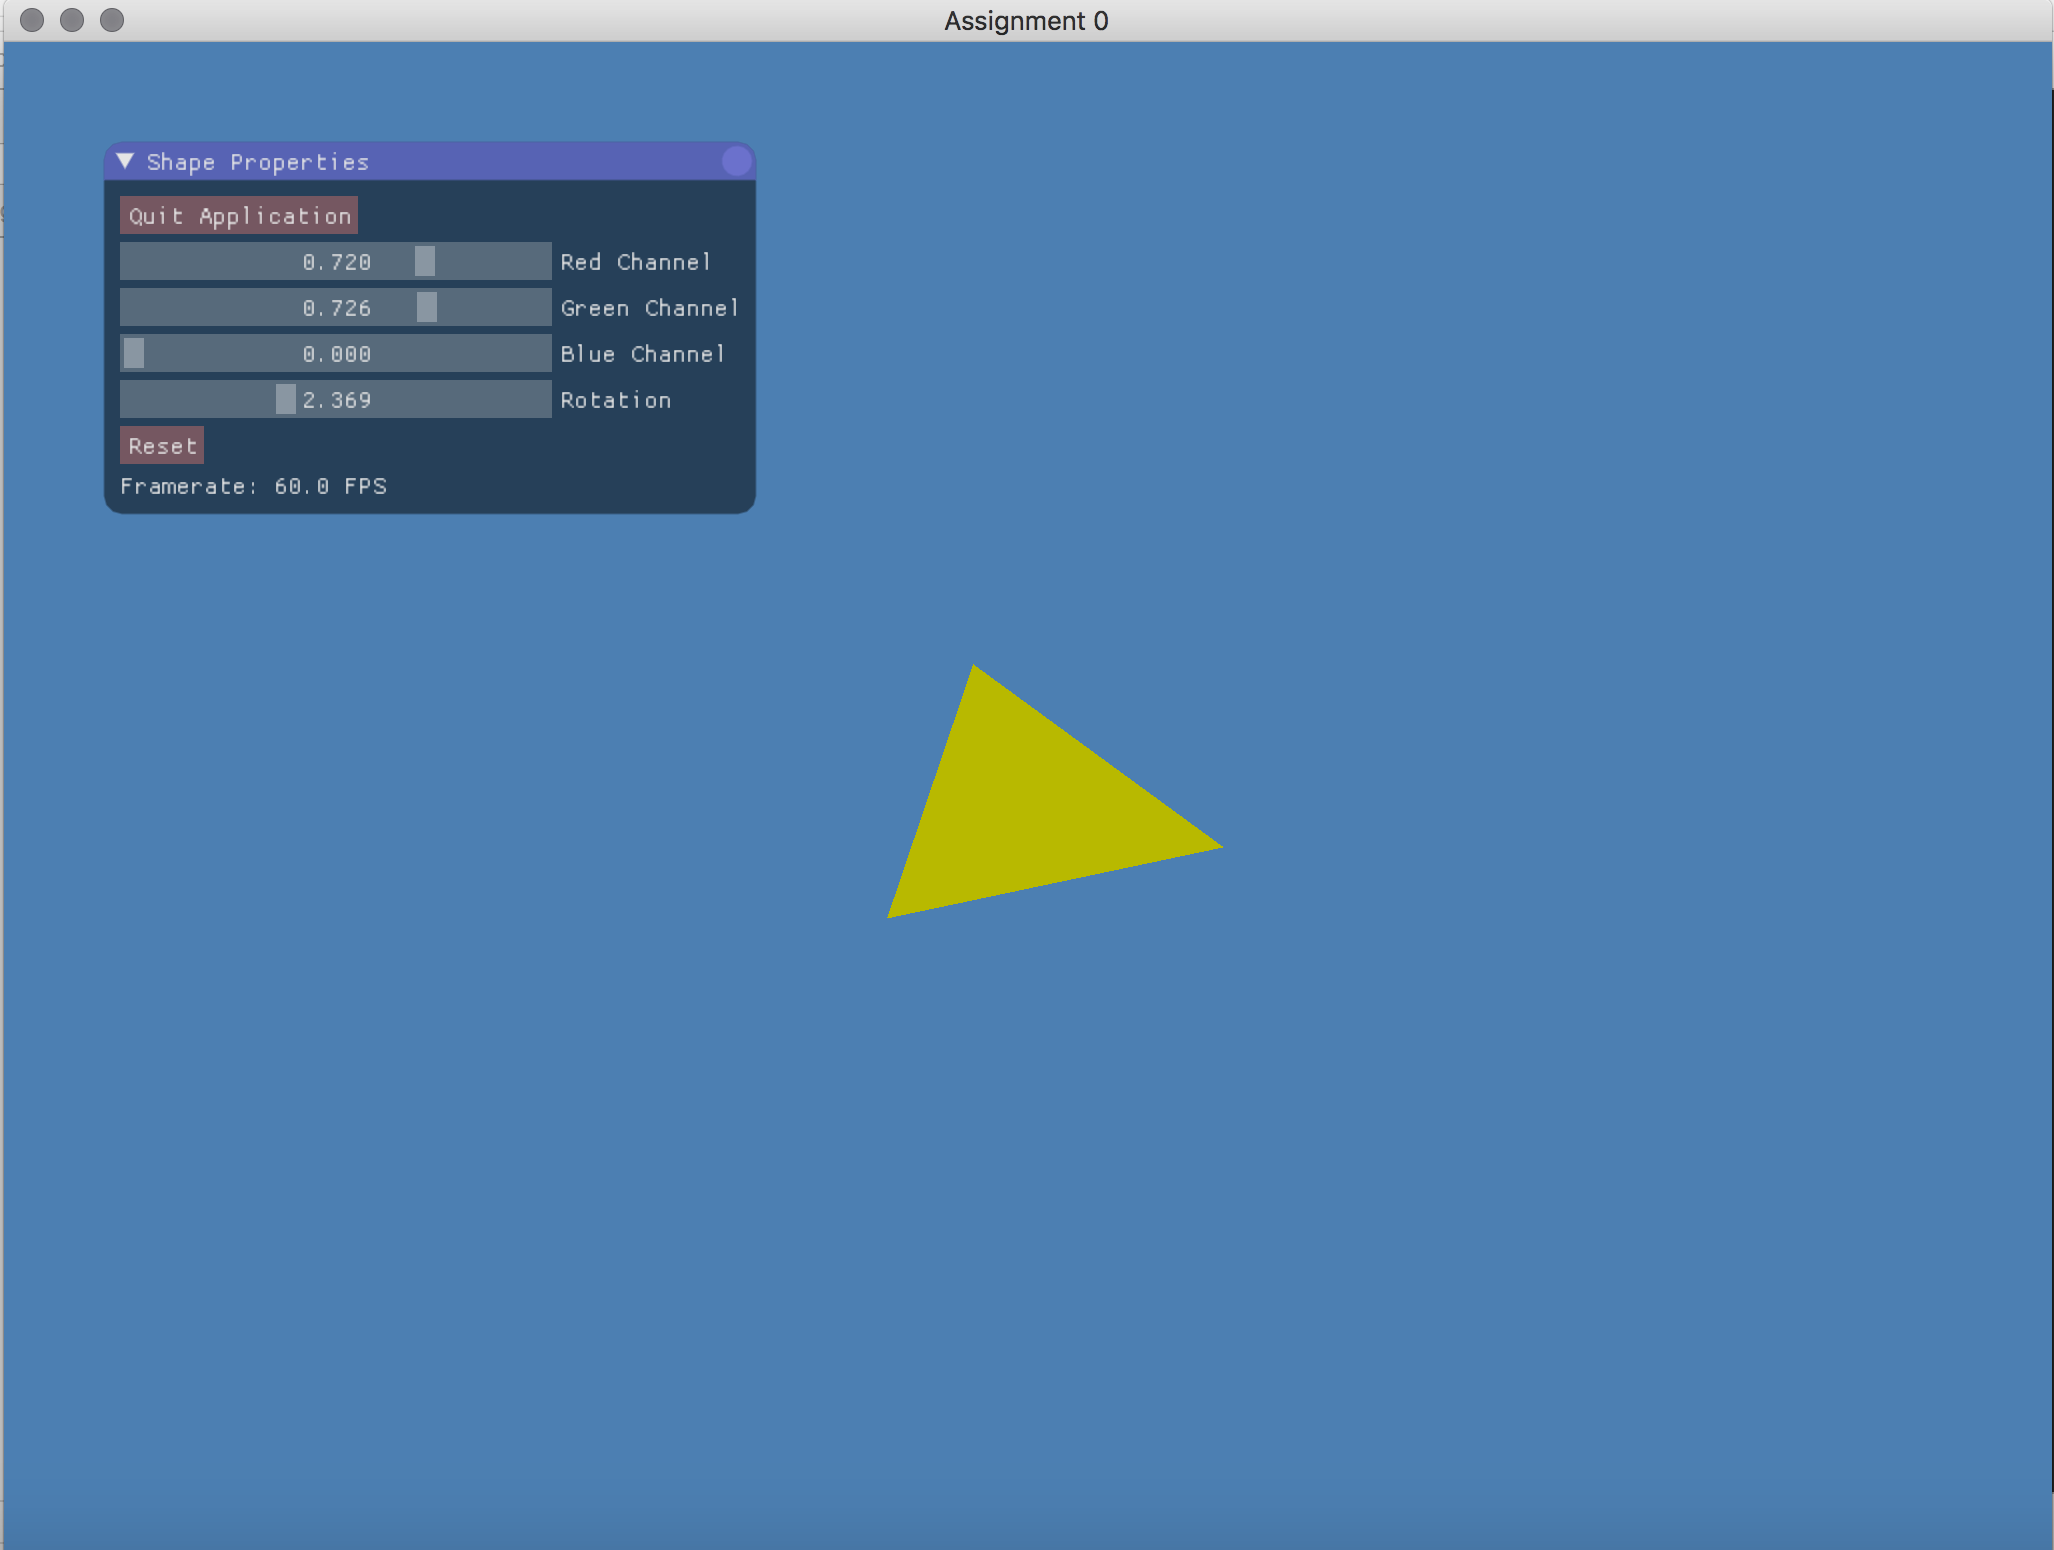 Assignment 0
Shape Properties
Quit Application
0.720 Red Channel
0.726 Green Channel
0.000 Blue Channel
2.369 Rotation
Reset
Framerate: 60.0 FPS